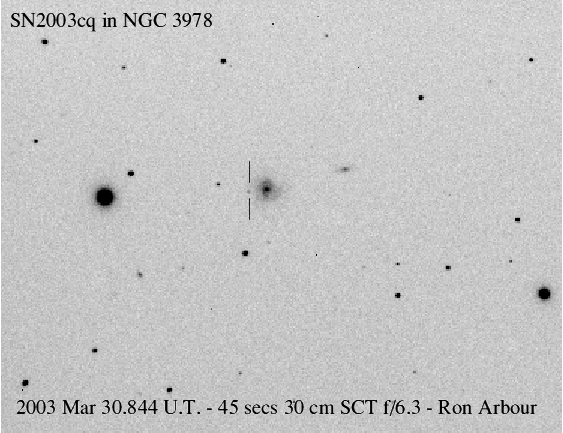 SN2003cq in NGC 3978
2003 Mar 30.844 U.T. - 45 secs 30 cm SCT f/6.3 - Ron Arbour